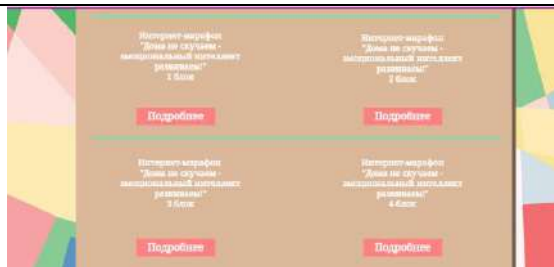 Интернет-марафон
"Дома не скучаем -
эмоциональный интеллект
развиваем!"
1 блок
Подробнее
Интернет-марафон
"Дома не скучаем -
эмоциональный интеллект
развиваем!"
2 блок
Подробнее
Интернет-марафон
"Дома не скучаем -
эмоциональный интеллект
развиваем!"
3 блок
Подробнее
Интернет-марафон
"Дома не скучаем -
эмоциональный интеллект
развиваем!"
4 блок
Подробнее